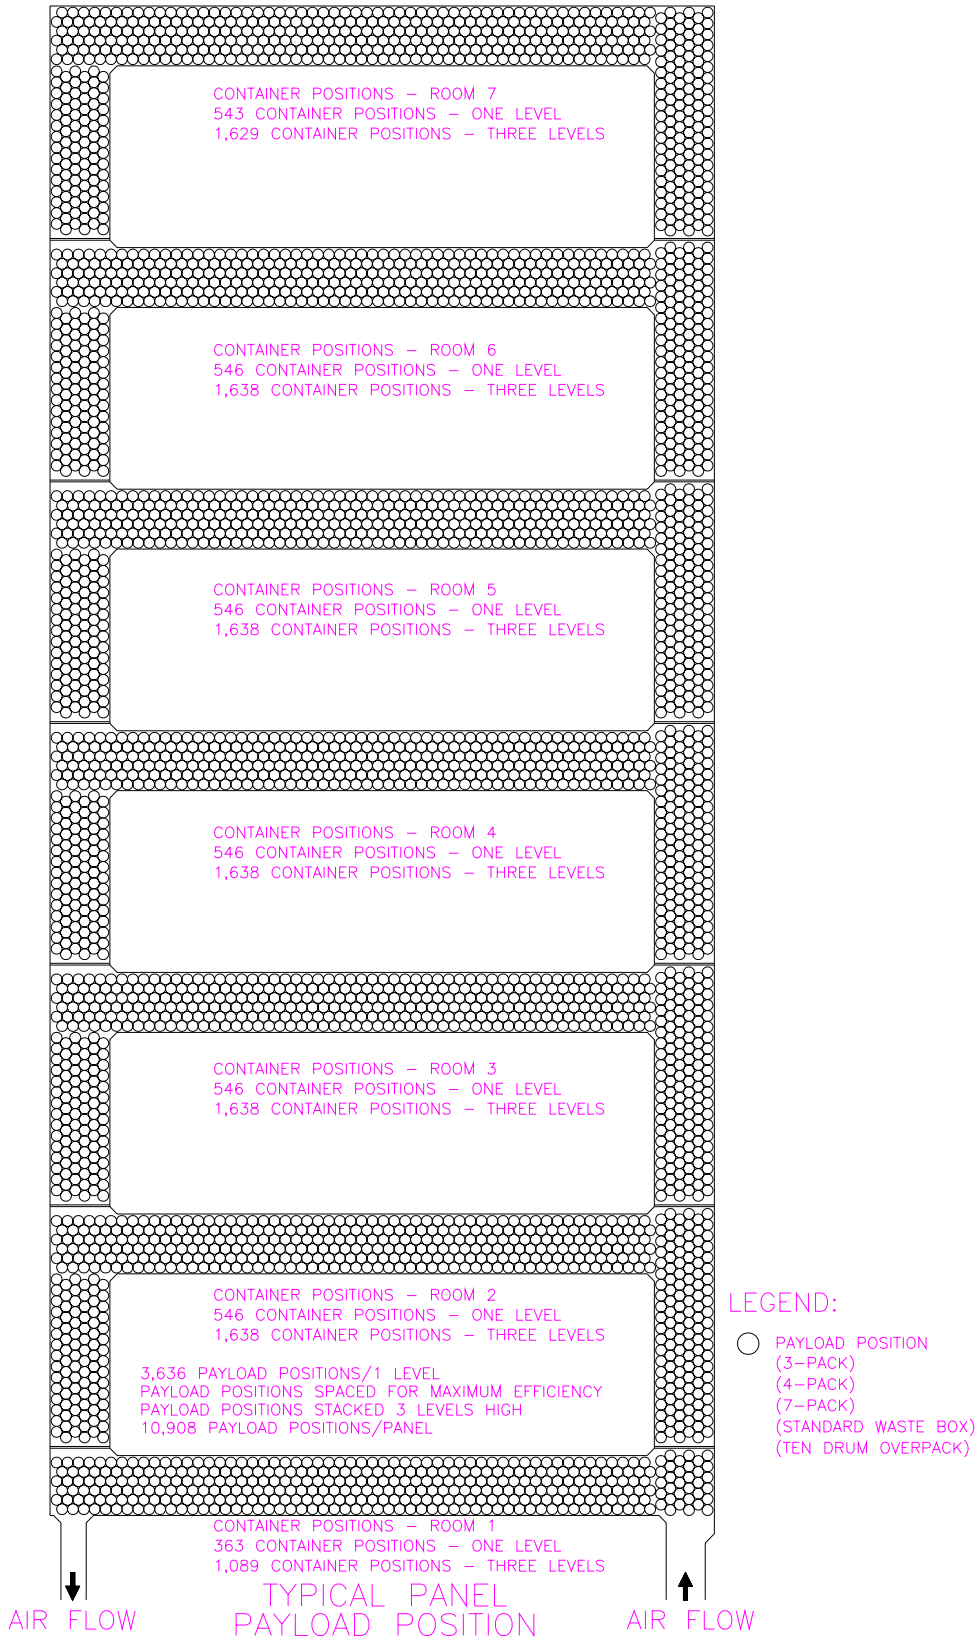 CONTAINER POSITIONS – ROOM 7
543 CONTAINER POSITIONS – ONE LEVEL
1,629 CONTAINER POSITIONS – THREE LEVELS
CONTAINER POSITIONS – ROOM 6
546 CONTAINER POSITIONS – ONE LEVEL
1,638 CONTAINER POSITIONS – THREE LEVELS
CONTAINER POSITIONS – ROOM 5
546 CONTAINER POSITIONS – ONE LEVEL
1,638 CONTAINER POSITIONS – THREE LEVELS
CONTAINER POSITIONS – ROOM 4
546 CONTAINER POSITIONS – ONE LEVEL
1,638 CONTAINER POSITIONS – THREE LEVELS
CONTAINER POSITIONS – ROOM 3
546 CONTAINER POSITIONS – ONE LEVEL
1,638 CONTAINER POSITIONS – THREE LEVELS
CONTAINER POSITIONS – ROOM 2
546 CONTAINER POSITIONS – ONE LEVEL
1,638 CONTAINER POSITIONS – THREE LEVELS
3,636 PAYLOAD POSITIONS/1 LEVEL
PAYLOAD POSITIONS SPACED FOR MAXIMUM EFFICIENCY
PAYLOAD POSITIONS STACKED 3 LEVELS HIGH
10,908 PAYLOAD POSITIONS/PANEL
LEGEND:
PAYLOAD POSITION
(3–PACK)
(4–PACK)
(7–PACK)
(STANDARD WASTE BOX)
(TEN DRUM OVERPACK)
CONTAINER POSITIONS – ROOM 1
363 CONTAINER POSITIONS – ONE LEVEL
1,089 CONTAINER POSITIONS – THREE LEVELS
TYPICAL PANEL
PAYLOAD POSITION
AIR FLOW
AIR FLOW